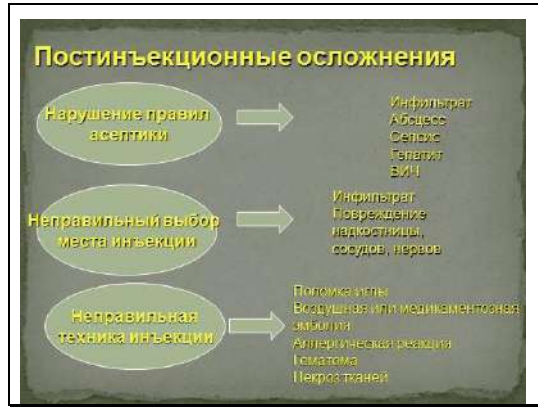 Постинъекционные осложнения
Нарушение правил
асептики
Инфильтрат
Абсцесс
Сепсис
Гепатит
ВИЧ
Неправильный выбор
места инъекции
Инфильтрат
Повреждение
надкостницы,
сосудов, нервов
Неправильная
техника инъекции
Поломка иглы
Воздушная или медикаментозная
эмболия
Аллергическая реакция
Гематома
Некроз тканей